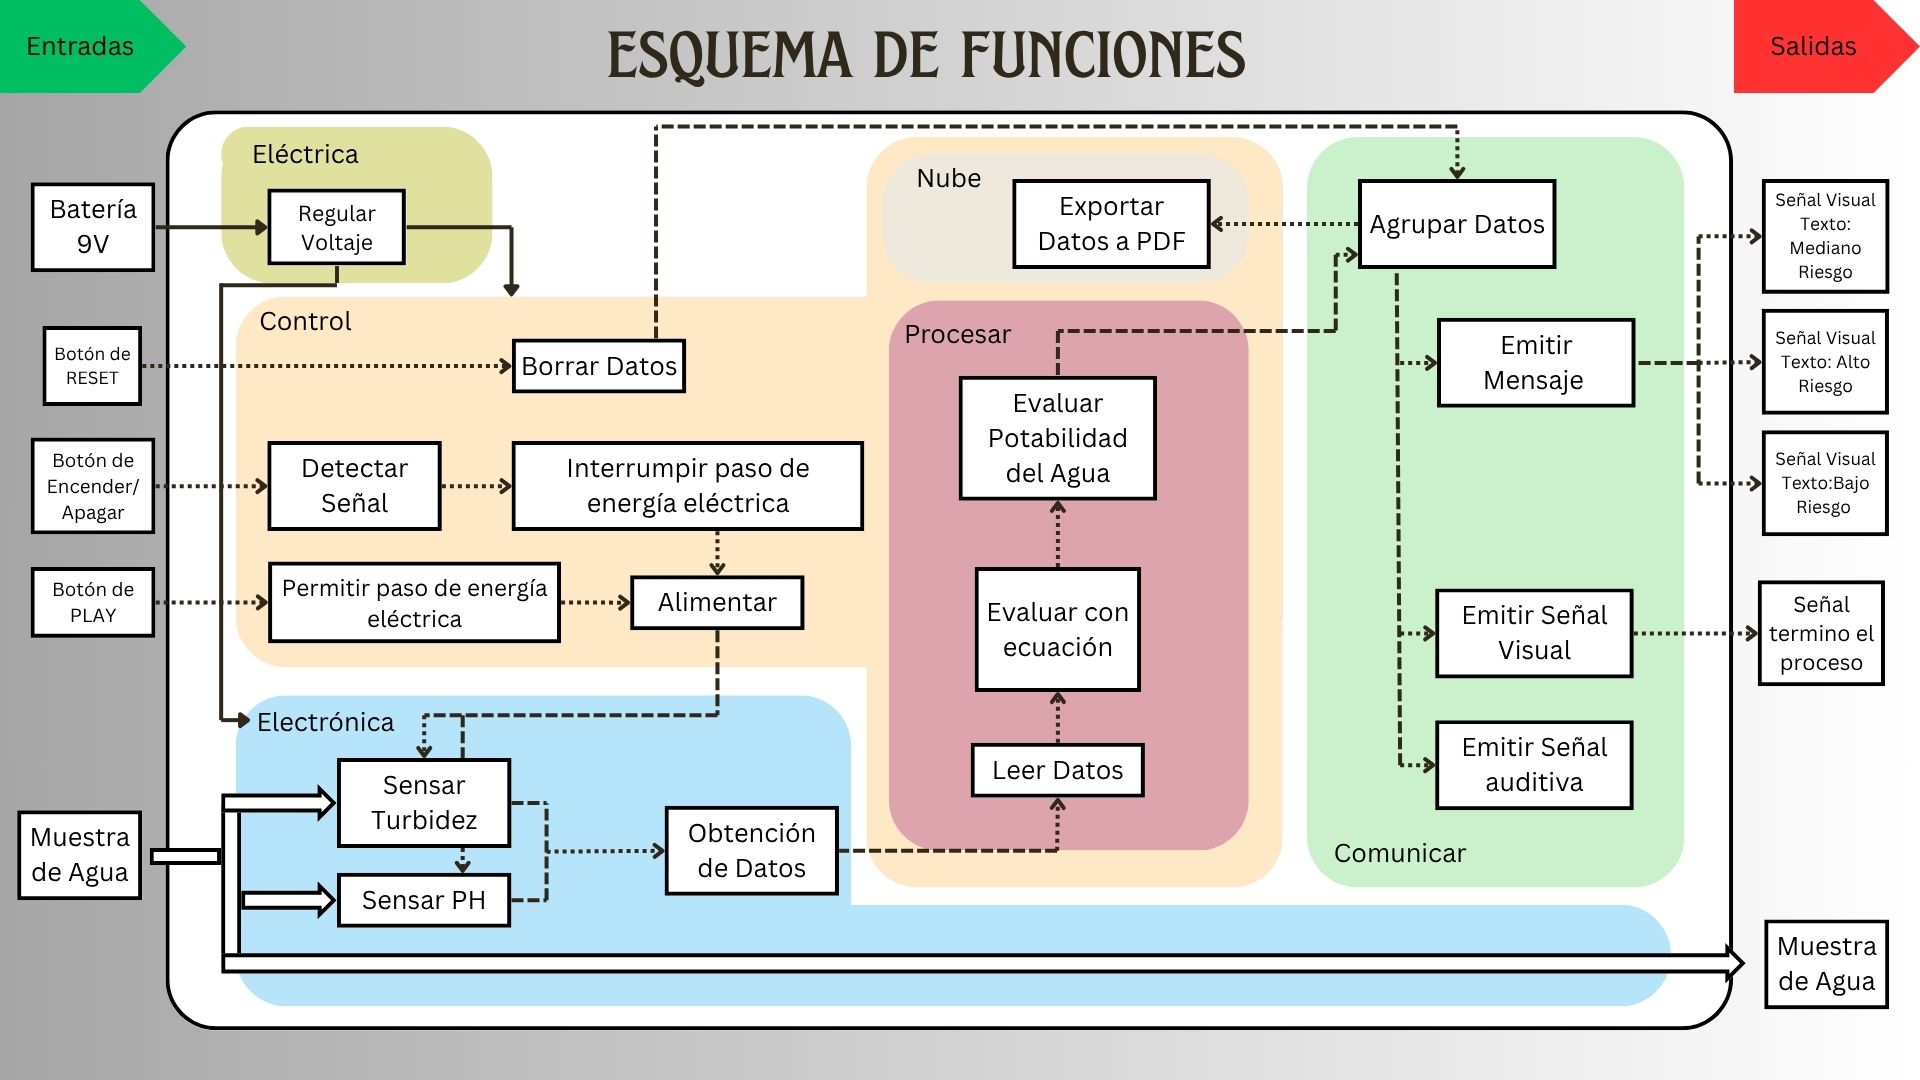 Entradas
ESQUEMA DE FUNCIONES
Salidas
Eléctrica
Batería
9V
Regular
Voltaje
Nube
Exportar
Datos a PDF
Agrupar Datos
Señal Visual
Texto:
Mediano
Riesgo
Control
Botón de
RESET
Borrar Datos
Procesar
Emitir
Mensaje
Señal Visual
Texto: Alto
Riesgo
Botón de
Encender/
Apagar
Detectar
Señal
Interrumpir paso de
energía eléctrica
Evaluar
Potabilidad
del Agua
Señal Visual
Texto:Bajo
Riesgo
Botón de
PLAY
Permitir paso de energía
eléctrica
Alimentar
Evaluar con
ecuación
Emitir Señal
Visual
Señal
termino el
proceso
Electrónica
Sensar
Turbidez
Leer Datos
Emitir Señal
auditiva
Muestra
de Agua
Sensar PH
Obtención
de Datos
Comunicar
Muestra
de Agua